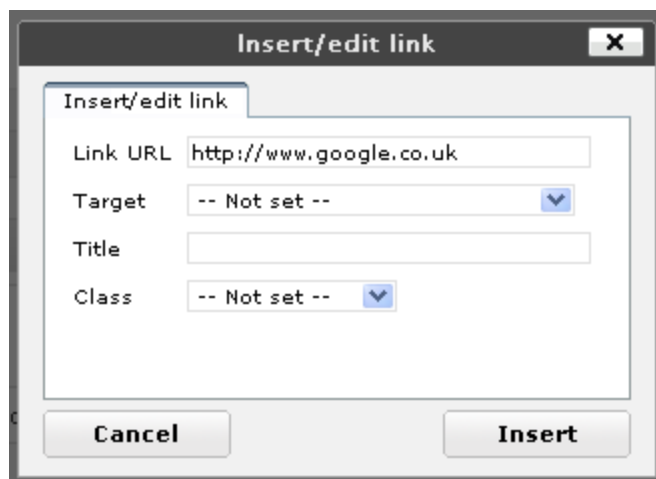 Insert/edit link
Insert/edit link
Link URL http://www.google.co.uk
Target -- Not set --
Title
Class -- Not set --
Cancel Insert